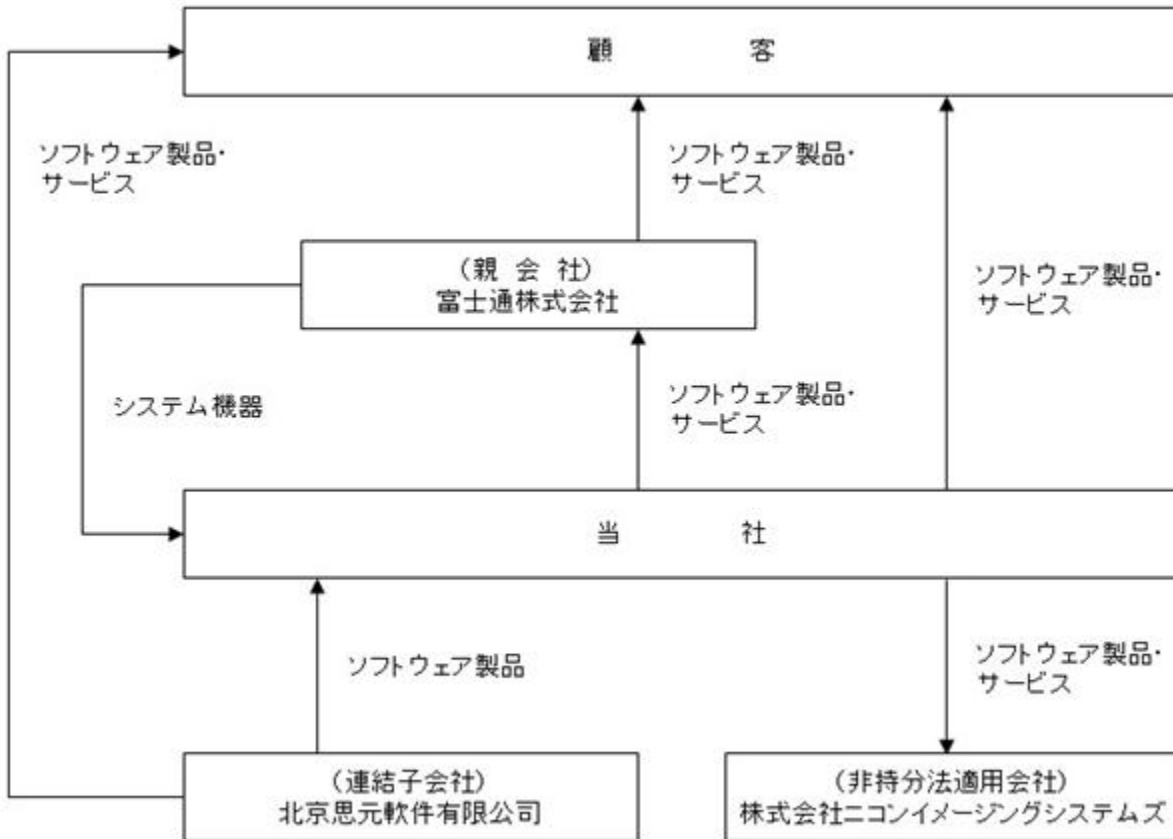 顧 客
ソフトウェア製品・
サービス
ソフトウェア製品・
サービス
ソフトウェア製品・
サービス
(親 会 社)
富士通株式会社
システム機器
ソフトウェア製品・
サービス
当 社
ソフトウェア製品
ソフトウェア製品・
サービス
(連結子会社)
北京思元軟件有限公司
(非持分法適用会社)
株式会社ニコンイメージングシステムズ